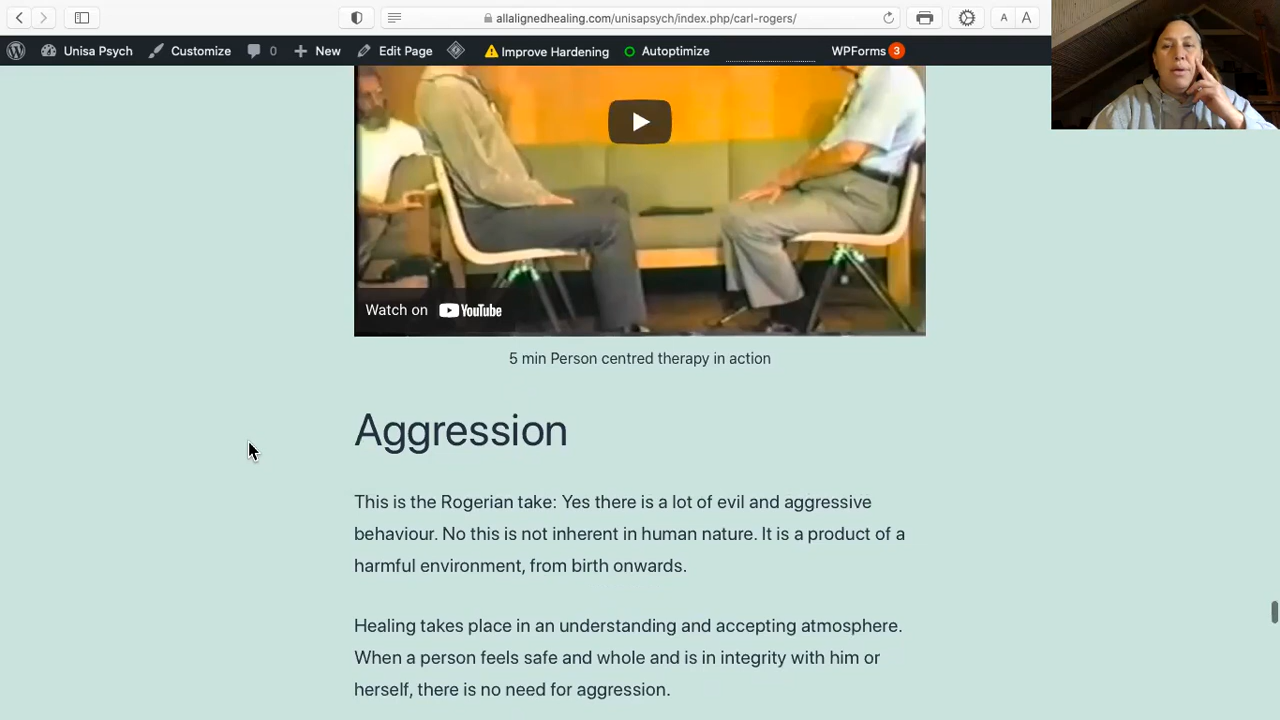 allalignedhealing.com/unisapsych/index.php/carl-rogers/
A A
Unisa Psych Customize 0 New Edit Page Improve Hardening Autoptimize WPForms 3
Watch on YouTube
5 min Person centred therapy in action
Aggression
This is the Rogerian take: Yes there is a lot of evil and aggressive
behaviour. No this is not inherent in human nature. It is a product of a
harmful environment, from birth onwards.
Healing takes place in an understanding and accepting atmosphere.
When a person feels safe and whole and is in integrity with him or
herself, there is no need for aggression.